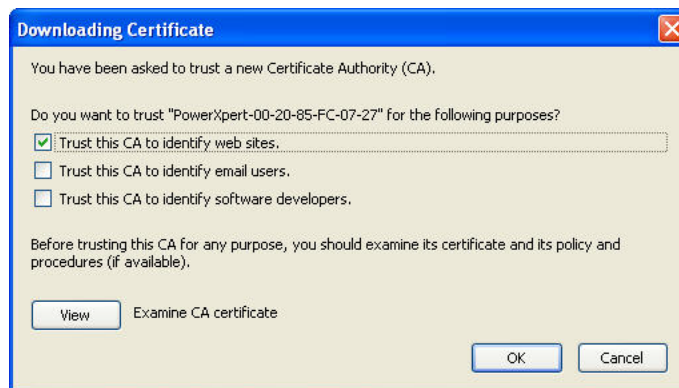 Downloading Certificate
You have been asked to trust a new Certificate Authority (CA).
Do you want to trust "PowerXpert-00-20-85-FC-07-27" for the following purposes?
Trust this CA to identify web sites.
Trust this CA to identify email users.
Trust this CA to identify software developers.
Before trusting this CA for any purpose, you should examine its certificate and its policy and
procedures (if available).
View Examine CA certificate
OK Cancel